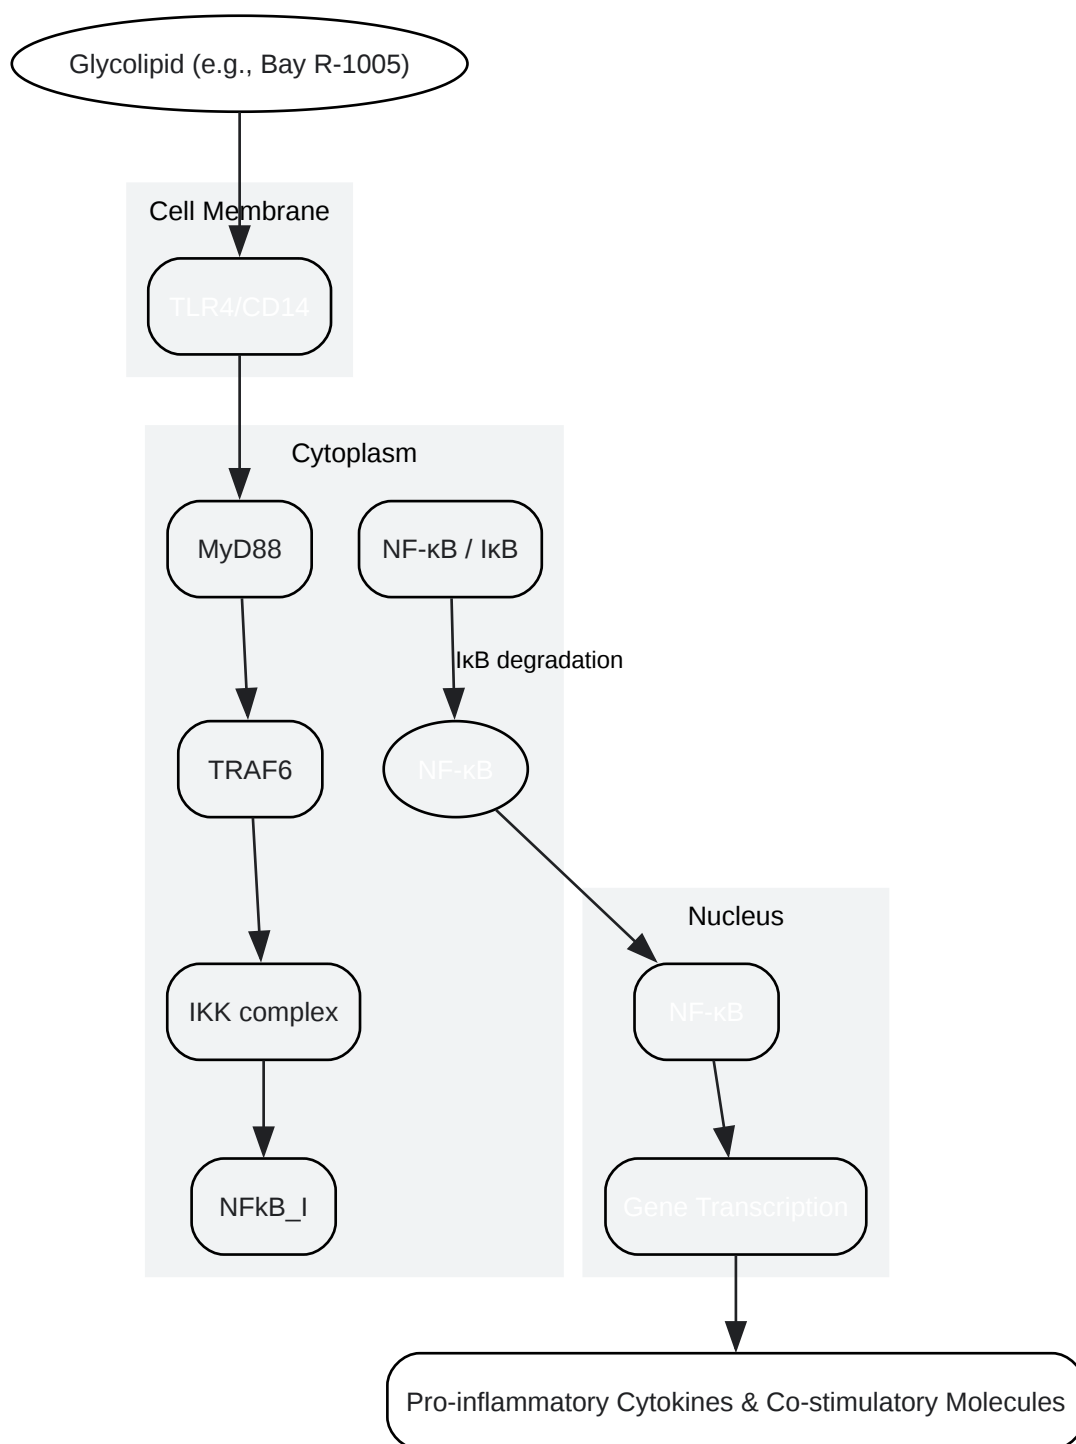 Glycolipid (e.g., Bay R-1005)
Cell Membrane
TLR4/CD14
Cytoplasm
MyD88
NF-κB / IκB
IκB degradation
TRAF6
NF-κB
Nucleus
IKK complex
NF-κB
NFkB_I
Gene Transcription
Pro-inflammatory Cytokines & Co-stimulatory Molecules